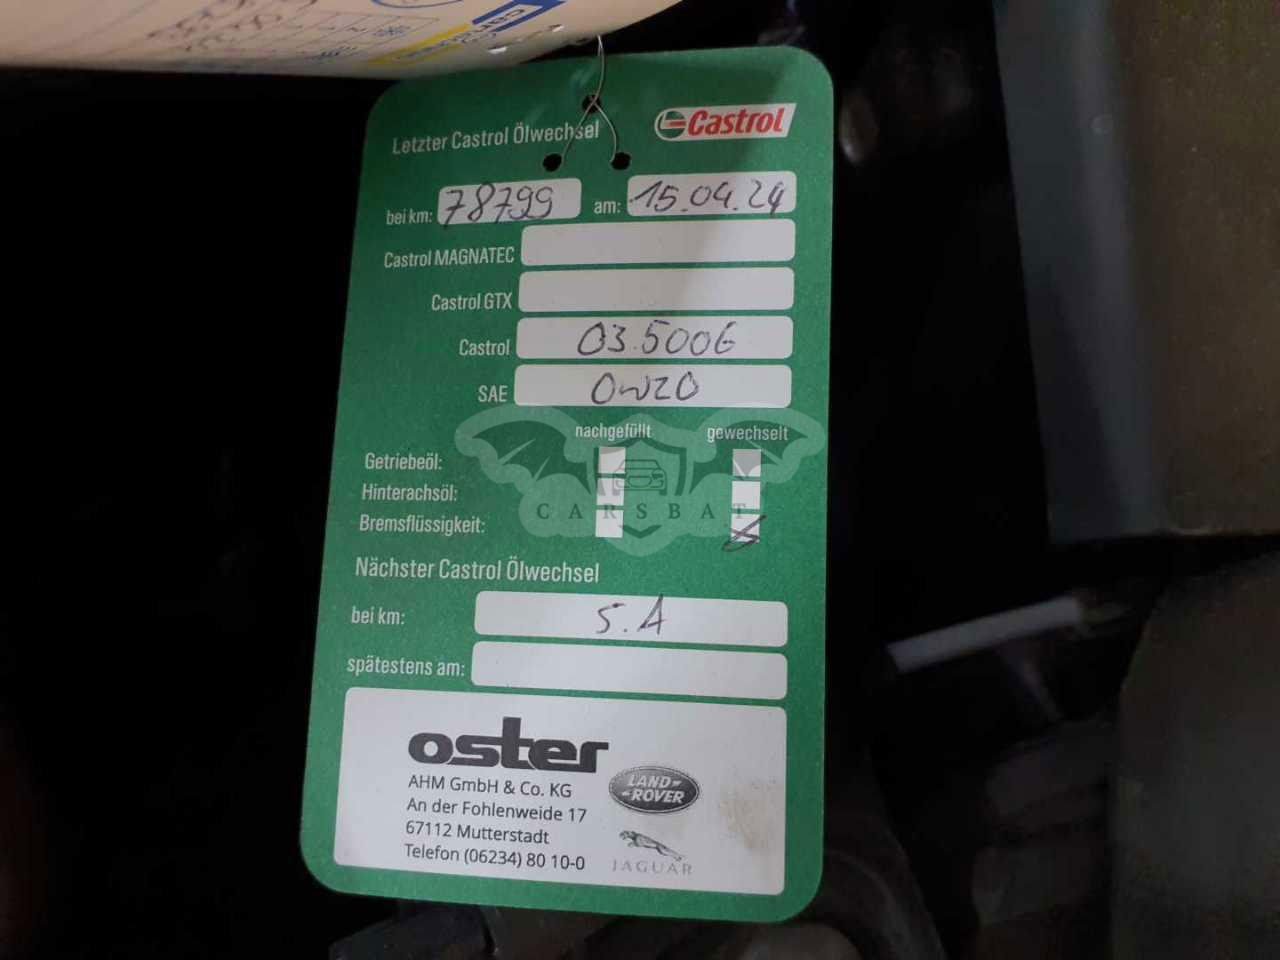 Letzter Castrol Ölwechsel
Castrol
bei km: 78799 am: 15.04.24
Castrol MAGNATEC
Castrol GTX
Castrol 03.5006
SAE 0W20
nachgefüllt gewechselt
Getriebeöl:
Hinterachsöl:
CARSBAT
Bremsflüssigkeit:
Nächster Castrol Ölwechsel
bei km: S.A
spätestens am:
oster
AHM GmbH & Co. KG
An der Fohlenweide 17
67112 Mutterstadt
Telefon (06234) 80 10-0
LAND-
-ROVER
JAGUAR